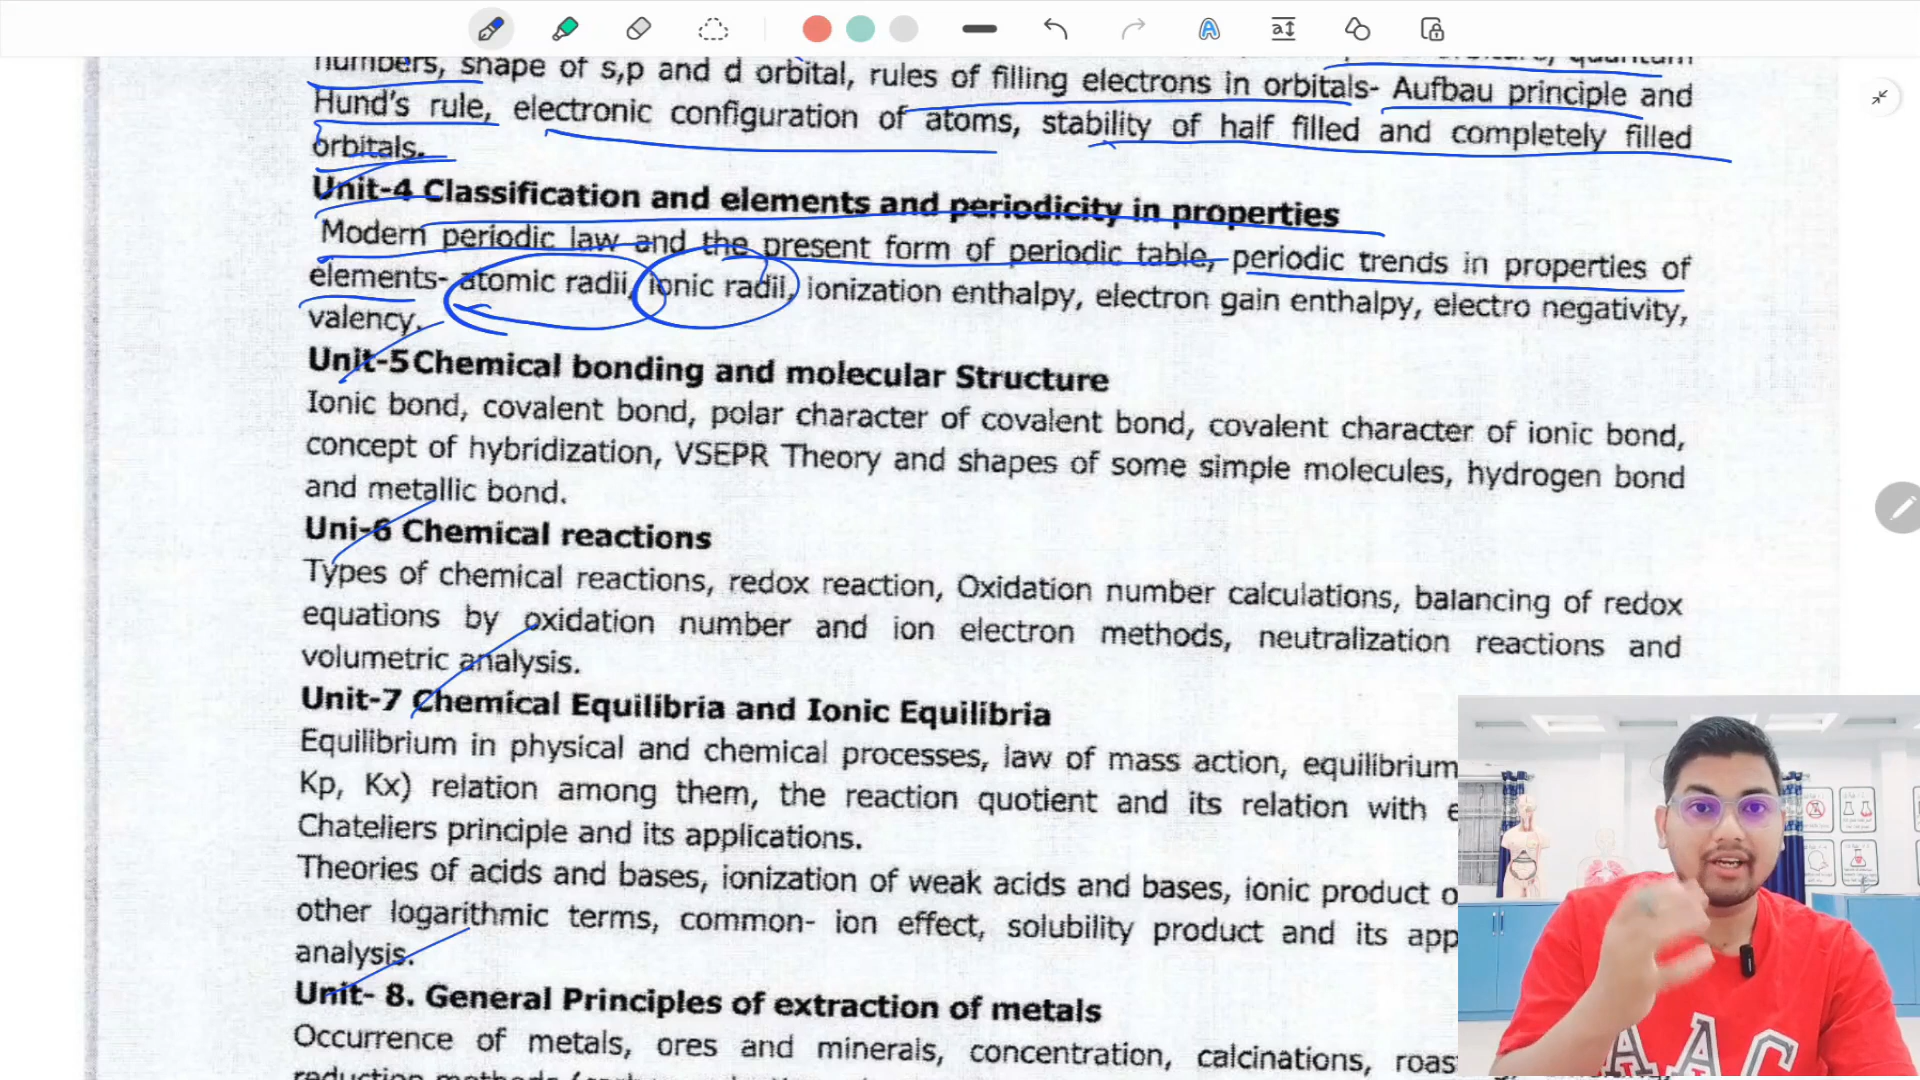 numbers, shape of s,p and d orbital, rules of filling electrons in orbitals- Aufbau principle and
Hund's rule, electronic configuration of atoms, stability of half filled and completely filled
orbitals.
Unit-4 Classification and elements and periodicity in properties
Modern periodic law and the present form of periodic table, periodic trends in properties of
elements- atomic radii, ionic radii, ionization enthalpy, electron gain enthalpy, electro negativity,
valency.
Unit-5 Chemical bonding and molecular Structure
Ionic bond, covalent bond, polar character of covalent bond, covalent character of ionic bond,
concept of hybridization, VSEPR Theory and shapes of some simple molecules, hydrogen bond
and metallic bond.
Uni-6 Chemical reactions
Types of chemical reactions, redox reaction, Oxidation number calculations, balancing of redox
equations by oxidation number and ion electron methods, neutralization reactions and
volumetric analysis.
Unit-7 Chemical Equilibria and Ionic Equilibria
Equilibrium in physical and chemical processes, law of mass action, equilibrium
Kp, Kx) relation among them, the reaction quotient and its relation with e
Chateliers principle and its applications.
Theories of acids and bases, ionization of weak acids and bases, ionic product o
other logarithmic terms, common- ion effect, solubility product and its app
analysis.
Unit- 8. General Principles of extraction of metals
Occurrence of metals, ores and minerals, concentration, calcinations, roas
AAC